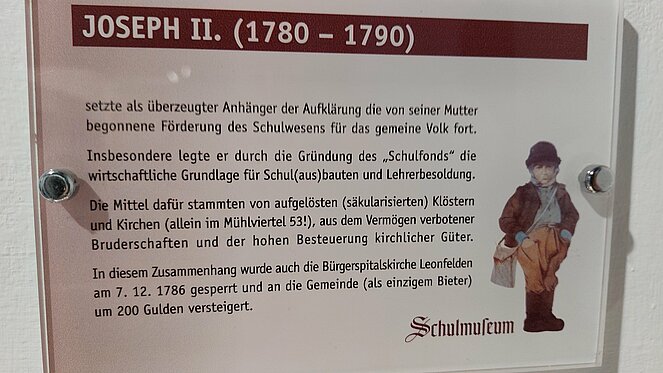 JOSEPH II. (1780 – 1790)
setzte als überzeugter Anhänger der Aufklärung die von seiner Mutter
begonnene Förderung des Schulwesens für das gemeine Volk fort.
Insbesondere legte er durch die Gründung des „Schulfonds“ die
wirtschaftliche Grundlage für Schul(aus)bauten und Lehrerbesoldung.
Die Mittel dafür stammten von aufgelösten (säkularisierten) Klöstern
und Kirchen (allein im Mühlviertel 53!), aus dem Vermögen verbotener
Bruderschaften und der hohen Besteuerung kirchlicher Güter.
In diesem Zusammenhang wurde auch die Bürgerspitalskirche Leonfelden
am 7. 12. 1786 gesperrt und an die Gemeinde (als einzigem Bieter)
um 200 Gulden versteigert.
Schulmuseum